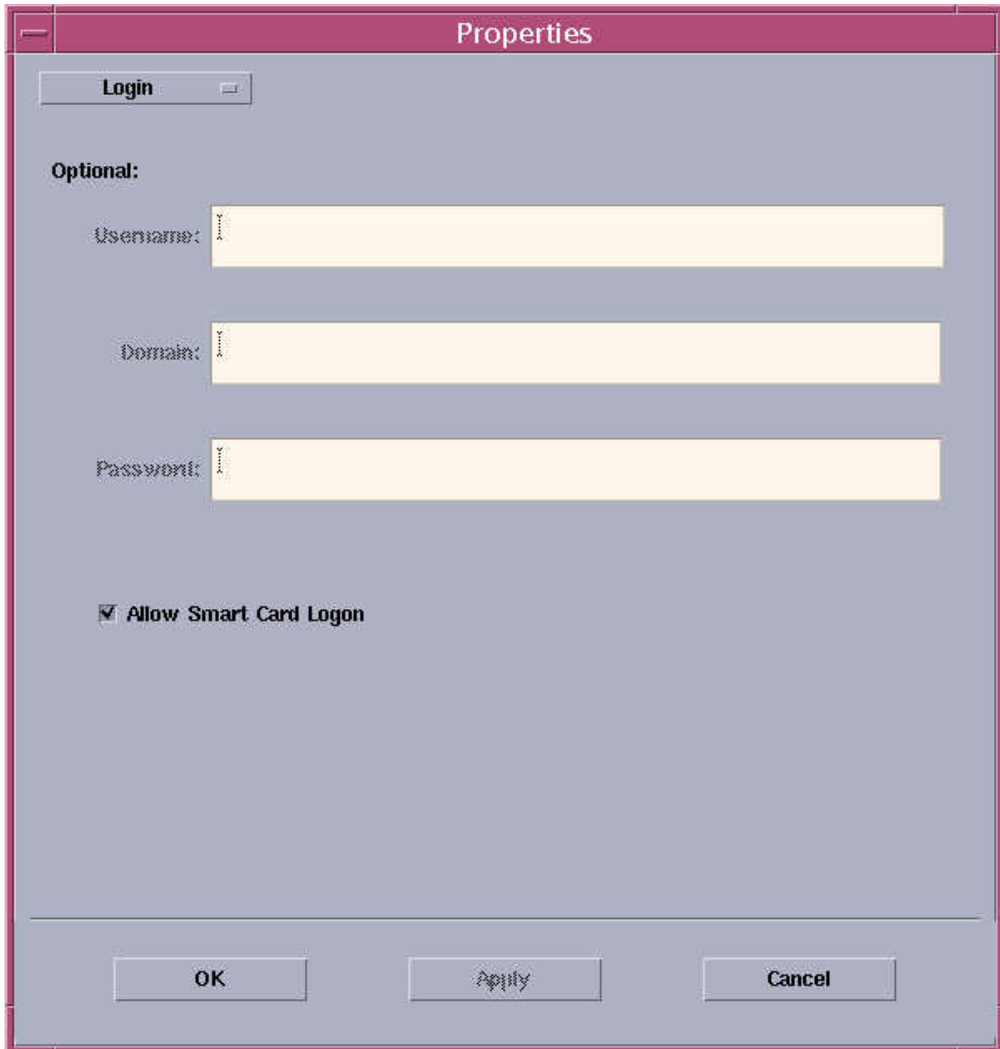 Properties
Login
Optional:
Username:
Domain:
Password:
Allow Smart Card Logon
OK
Apply
Cancel